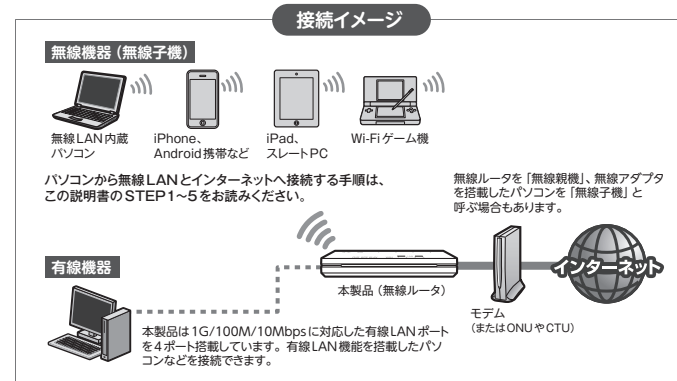 接続イメージ
無線機器（無線子機）
無線LAN内蔵
パソコン
iPhone、
Android携帯など
iPad、
スレートPC
Wi-Fiゲーム機
パソコンから無線LANとインターネットへ接続する手順は、
この説明書のSTEP1～5をお読みください。
無線ルータを「無線親機」、無線アダプタ
を搭載したパソコンを「無線子機」と
呼ぶ場合もあります。
有線機器
本製品（無線ルータ）
インターネット
モデム
（またはONUやCTU）
本製品は1G/100M/10Mbpsに対応した有線LANポート
を4ポート搭載しています。有線LAN機能を搭載したパソ
コンなどを接続できます。